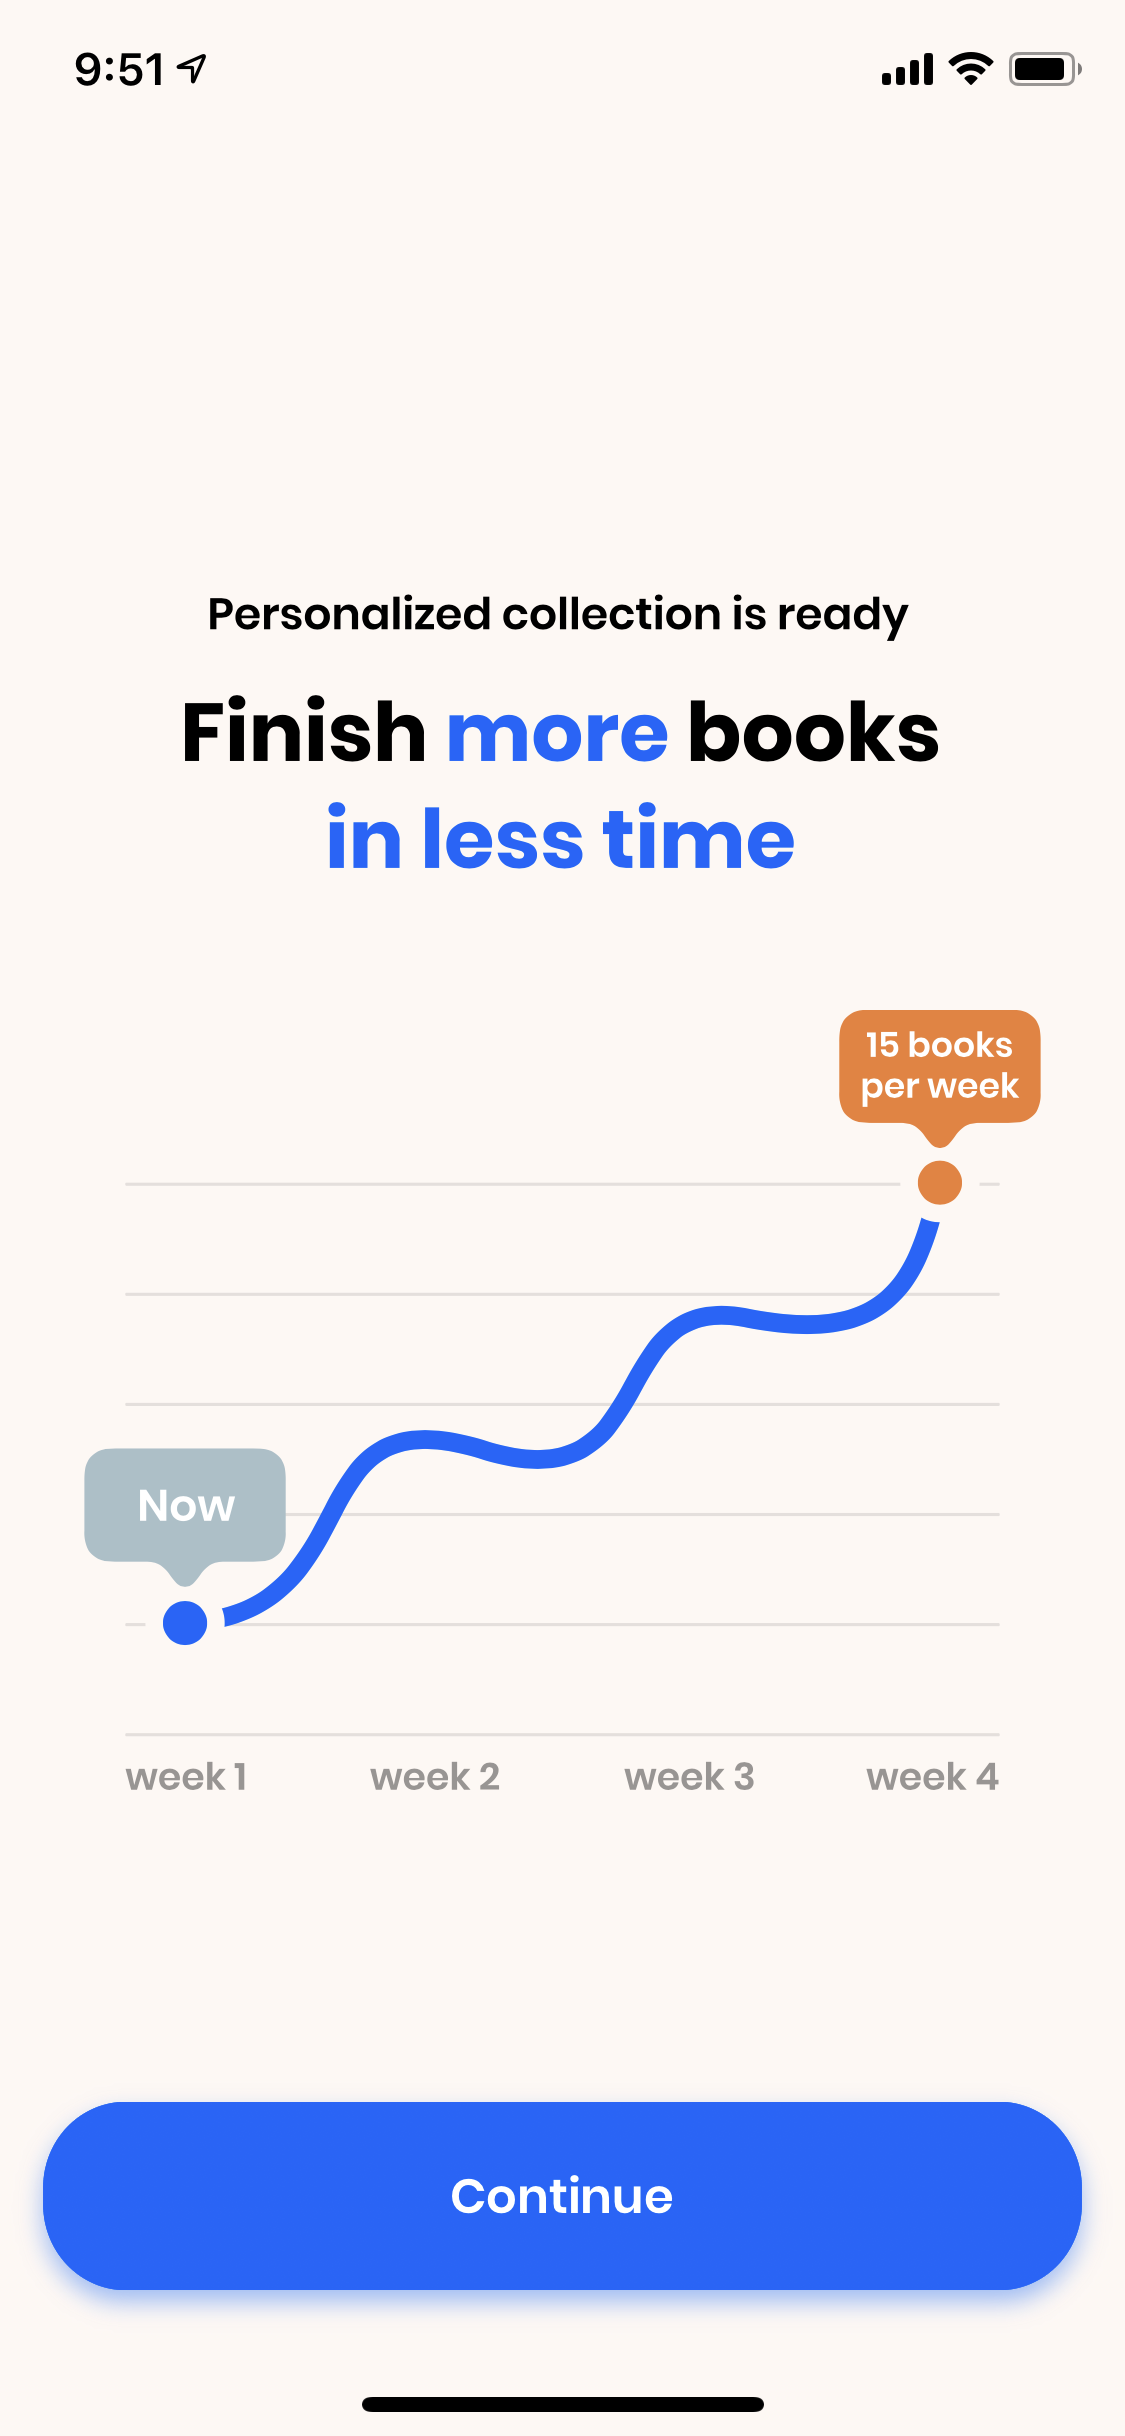 9:51
Personalized collection is ready
Finish more books
in less time
15 books
per week
Now
week 1 week 2 week 3 week 4
Continue